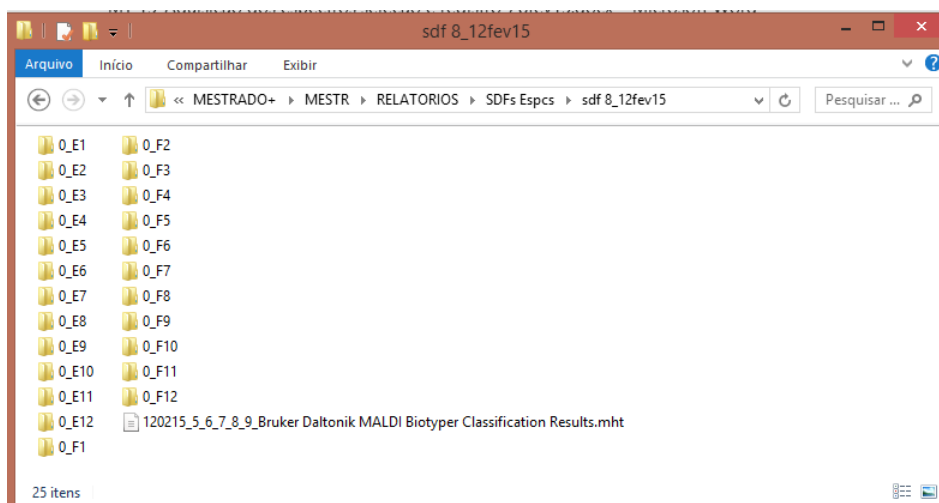 sdf 8_12fev15
Arquivo Início Compartilhar Exibir
« MESTRADO+ MESTR RELATORIOS SDFs Espcs sdf 8_12fev15 Pesquisar ...
0_E1 0_F2
0_E2 0_F3
0_E3 0_F4
0_E4 0_F5
0_E5 0_F6
0_E6 0_F7
0_E7 0_F8
0_E8 0_F9
0_E9 0_F10
0_E10 0_F11
0_E11 0_F12
0_E12 120215_5_6_7_8_9_Bruker Daltonik MALDI Biotyper Classification Results.mht
0_F1
25 itens